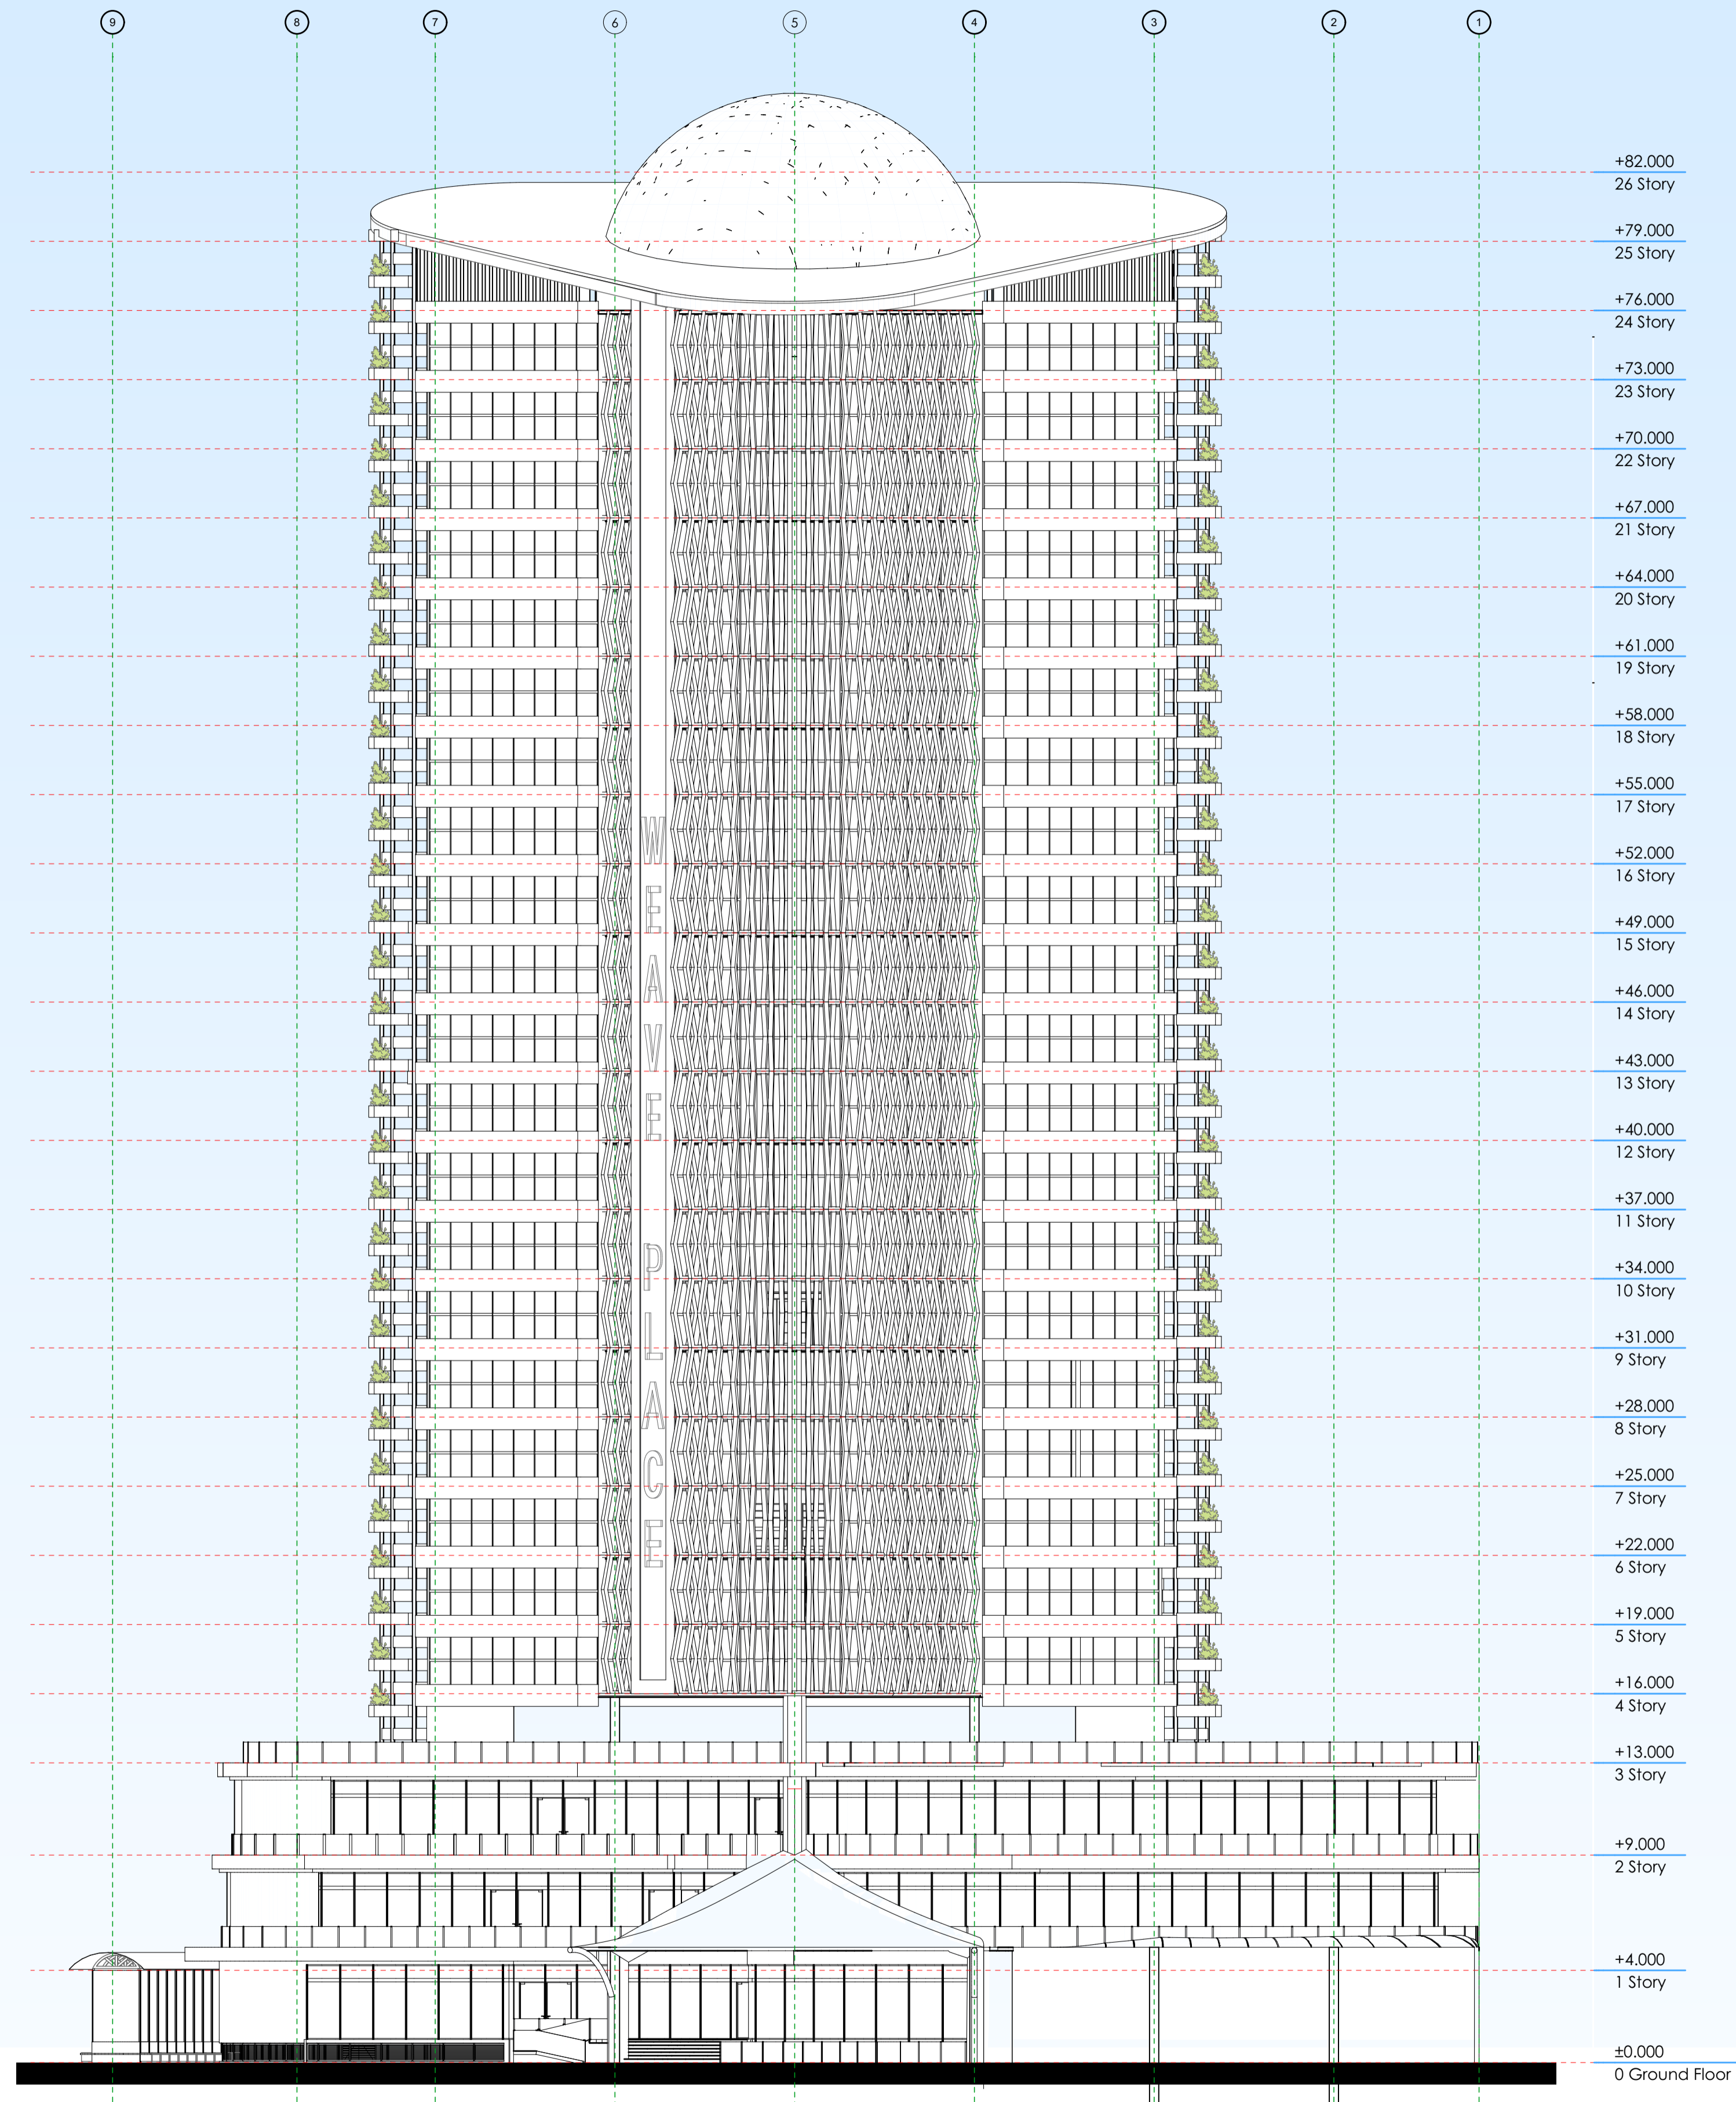 9 8 7 6 5 4 3 2 1
+82.000
26 Story
+79.000
25 Story
+76.000
24 Story
+73.000
23 Story
+70.000
22 Story
+67.000
21 Story
+64.000
20 Story
+61.000
19 Story
+58.000
18 Story
+55.000
17 Story
+52.000
16 Story
+49.000
15 Story
+46.000
14 Story
+43.000
13 Story
+40.000
12 Story
+37.000
11 Story
+34.000
10 Story
+31.000
9 Story
+28.000
8 Story
+25.000
7 Story
+22.000
6 Story
+19.000
5 Story
+16.000
4 Story
+13.000
3 Story
+9.000
2 Story
+4.000
1 Story
±0.000
0 Ground Floor
WEAVE PLACE